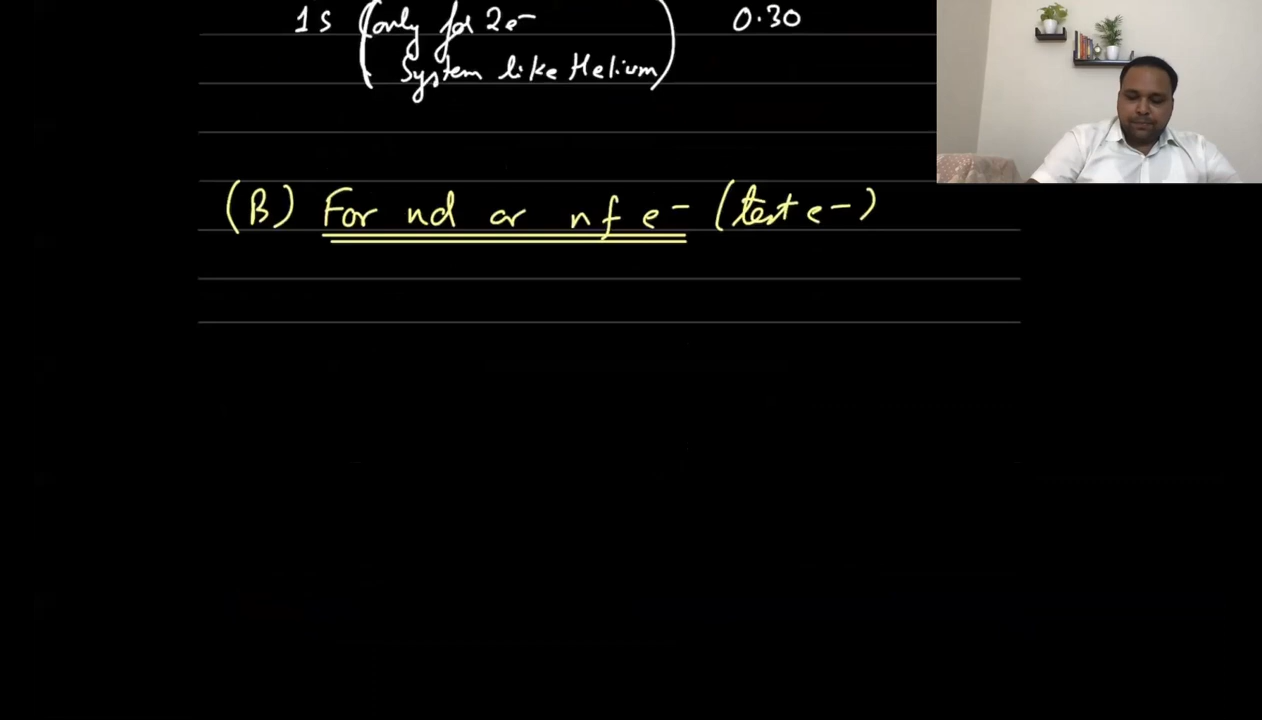 1s (only for 2e- 0.30
System like Helium)
(B) For nd or nf e- (test e-)